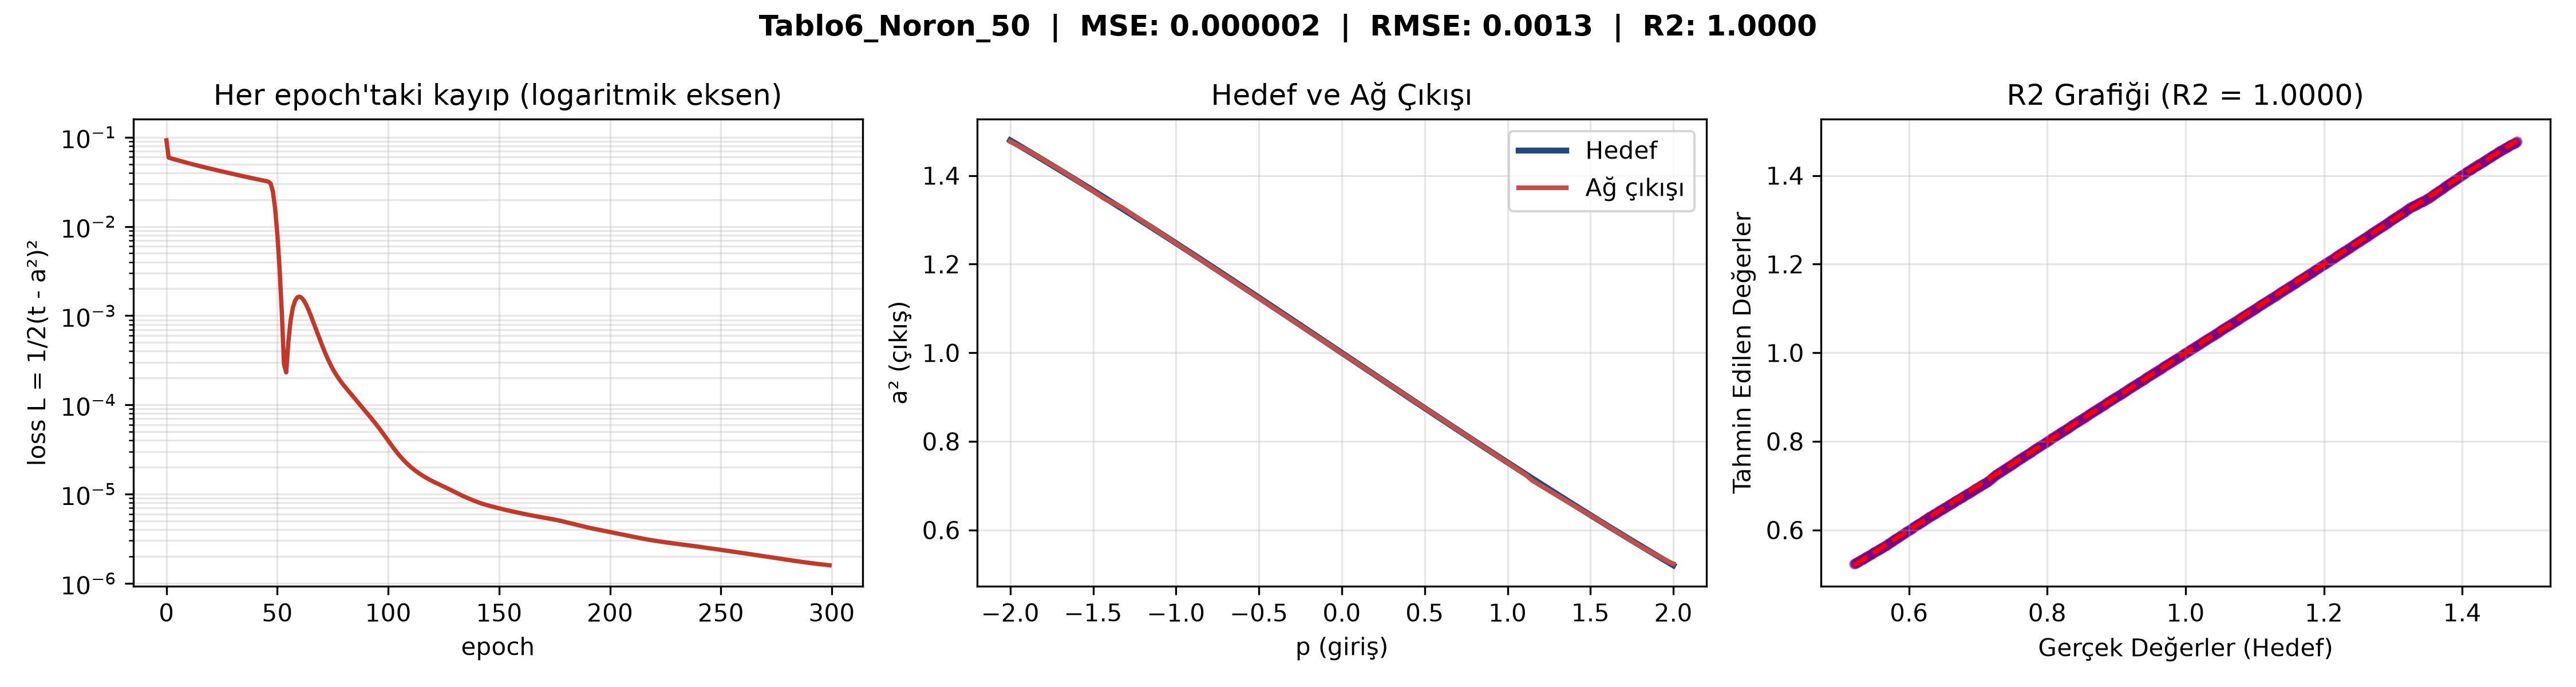 Tablo6_Noron_50 | MSE: 0.000002 | RMSE: 0.0013 | R2: 1.0000
Her epoch'taki kayıp (logaritmik eksen)
loss L = 1/2(t - a²)²
10⁻¹
10⁻²
10⁻³
10⁻⁴
10⁻⁵
10⁻⁶
0 50 100 150 200 250 300
epoch
Hedef ve Ağ Çıkışı
Hedef
Ağ çıkışı
a² (çıkış)
1.4
1.2
1.0
0.8
0.6
−2.0 −1.5 −1.0 −0.5 0.0 0.5 1.0 1.5 2.0
p (giriş)
R2 Grafiği (R2 = 1.0000)
Tahmin Edilen Değerler
1.4
1.2
1.0
0.8
0.6
0.6 0.8 1.0 1.2 1.4
Gerçek Değerler (Hedef)